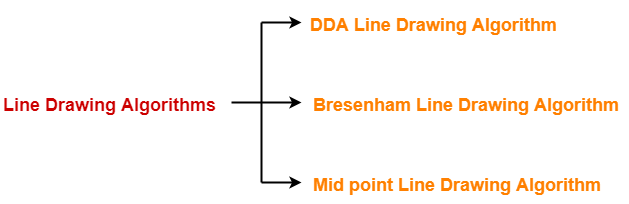 DDA Line Drawing Algorithm
Line Drawing Algorithms
Bresenham Line Drawing Algorithm
Mid point Line Drawing Algorithm